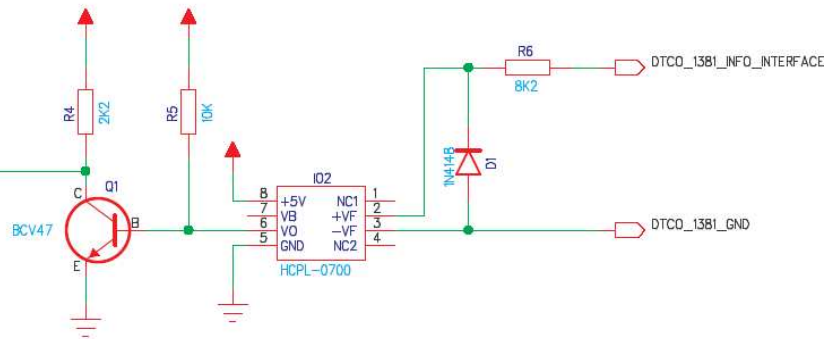 R6
DTCO_1381_INFO_INTERFACE
8K2
R4
2K2
R5
10K
1N4148
D1
IO2
C
Q1
8
+5V
NC1
1
7
VB
+VF
2
BCV47
B
6
VO
-VF
3
DTCO_1381_GND
5
GND
NC2
4
E
HCPL-0700